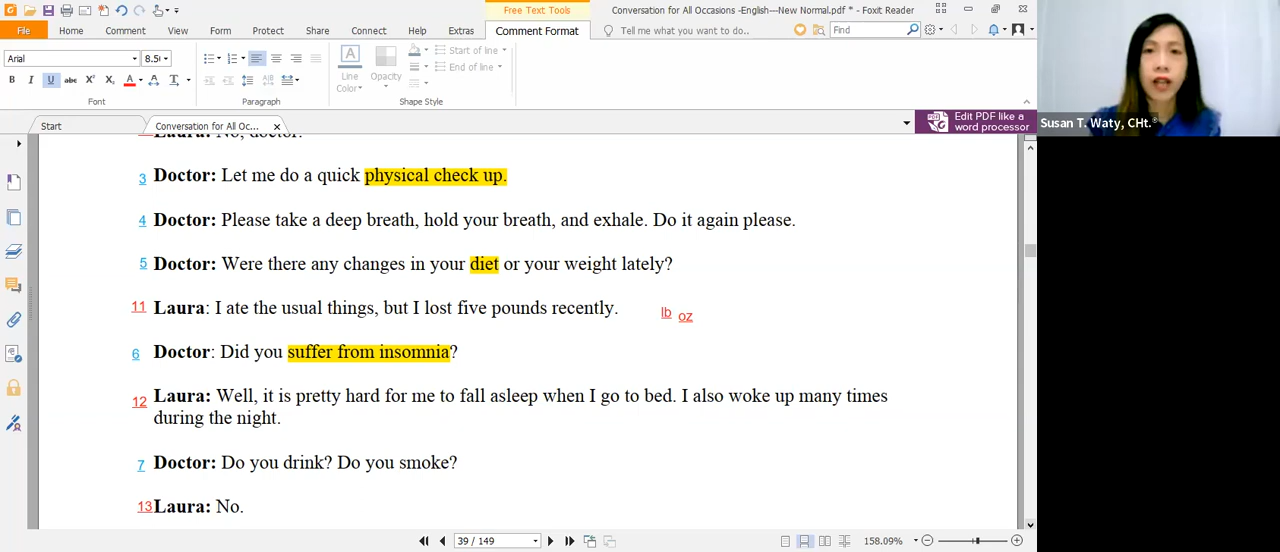 Free Text Tools
Conversation for All Occasions -English---New Normal.pdf * - Foxit Reader
File Home Comment View Form Protect Share Connect Help Extras Comment Format Tell me what you want to do.. Find
Arial 8.5
Start of line
End of line
B I U abc X² X₂ A T
Line Color Opacity
Font Paragraph Shape Style
Start Conversation for All Occ...
Edit PDF like a word processor
Susan T. Waty, CHt.®
Laura: No, doctor.
3 Doctor: Let me do a quick physical check up.
4 Doctor: Please take a deep breath, hold your breath, and exhale. Do it again please.
5 Doctor: Were there any changes in your diet or your weight lately?
11 Laura: I ate the usual things, but I lost five pounds recently. lb oz
6 Doctor: Did you suffer from insomnia?
12 Laura: Well, it is pretty hard for me to fall asleep when I go to bed. I also woke up many times
during the night.
7 Doctor: Do you drink? Do you smoke?
13 Laura: No.
39 / 149
158.09%